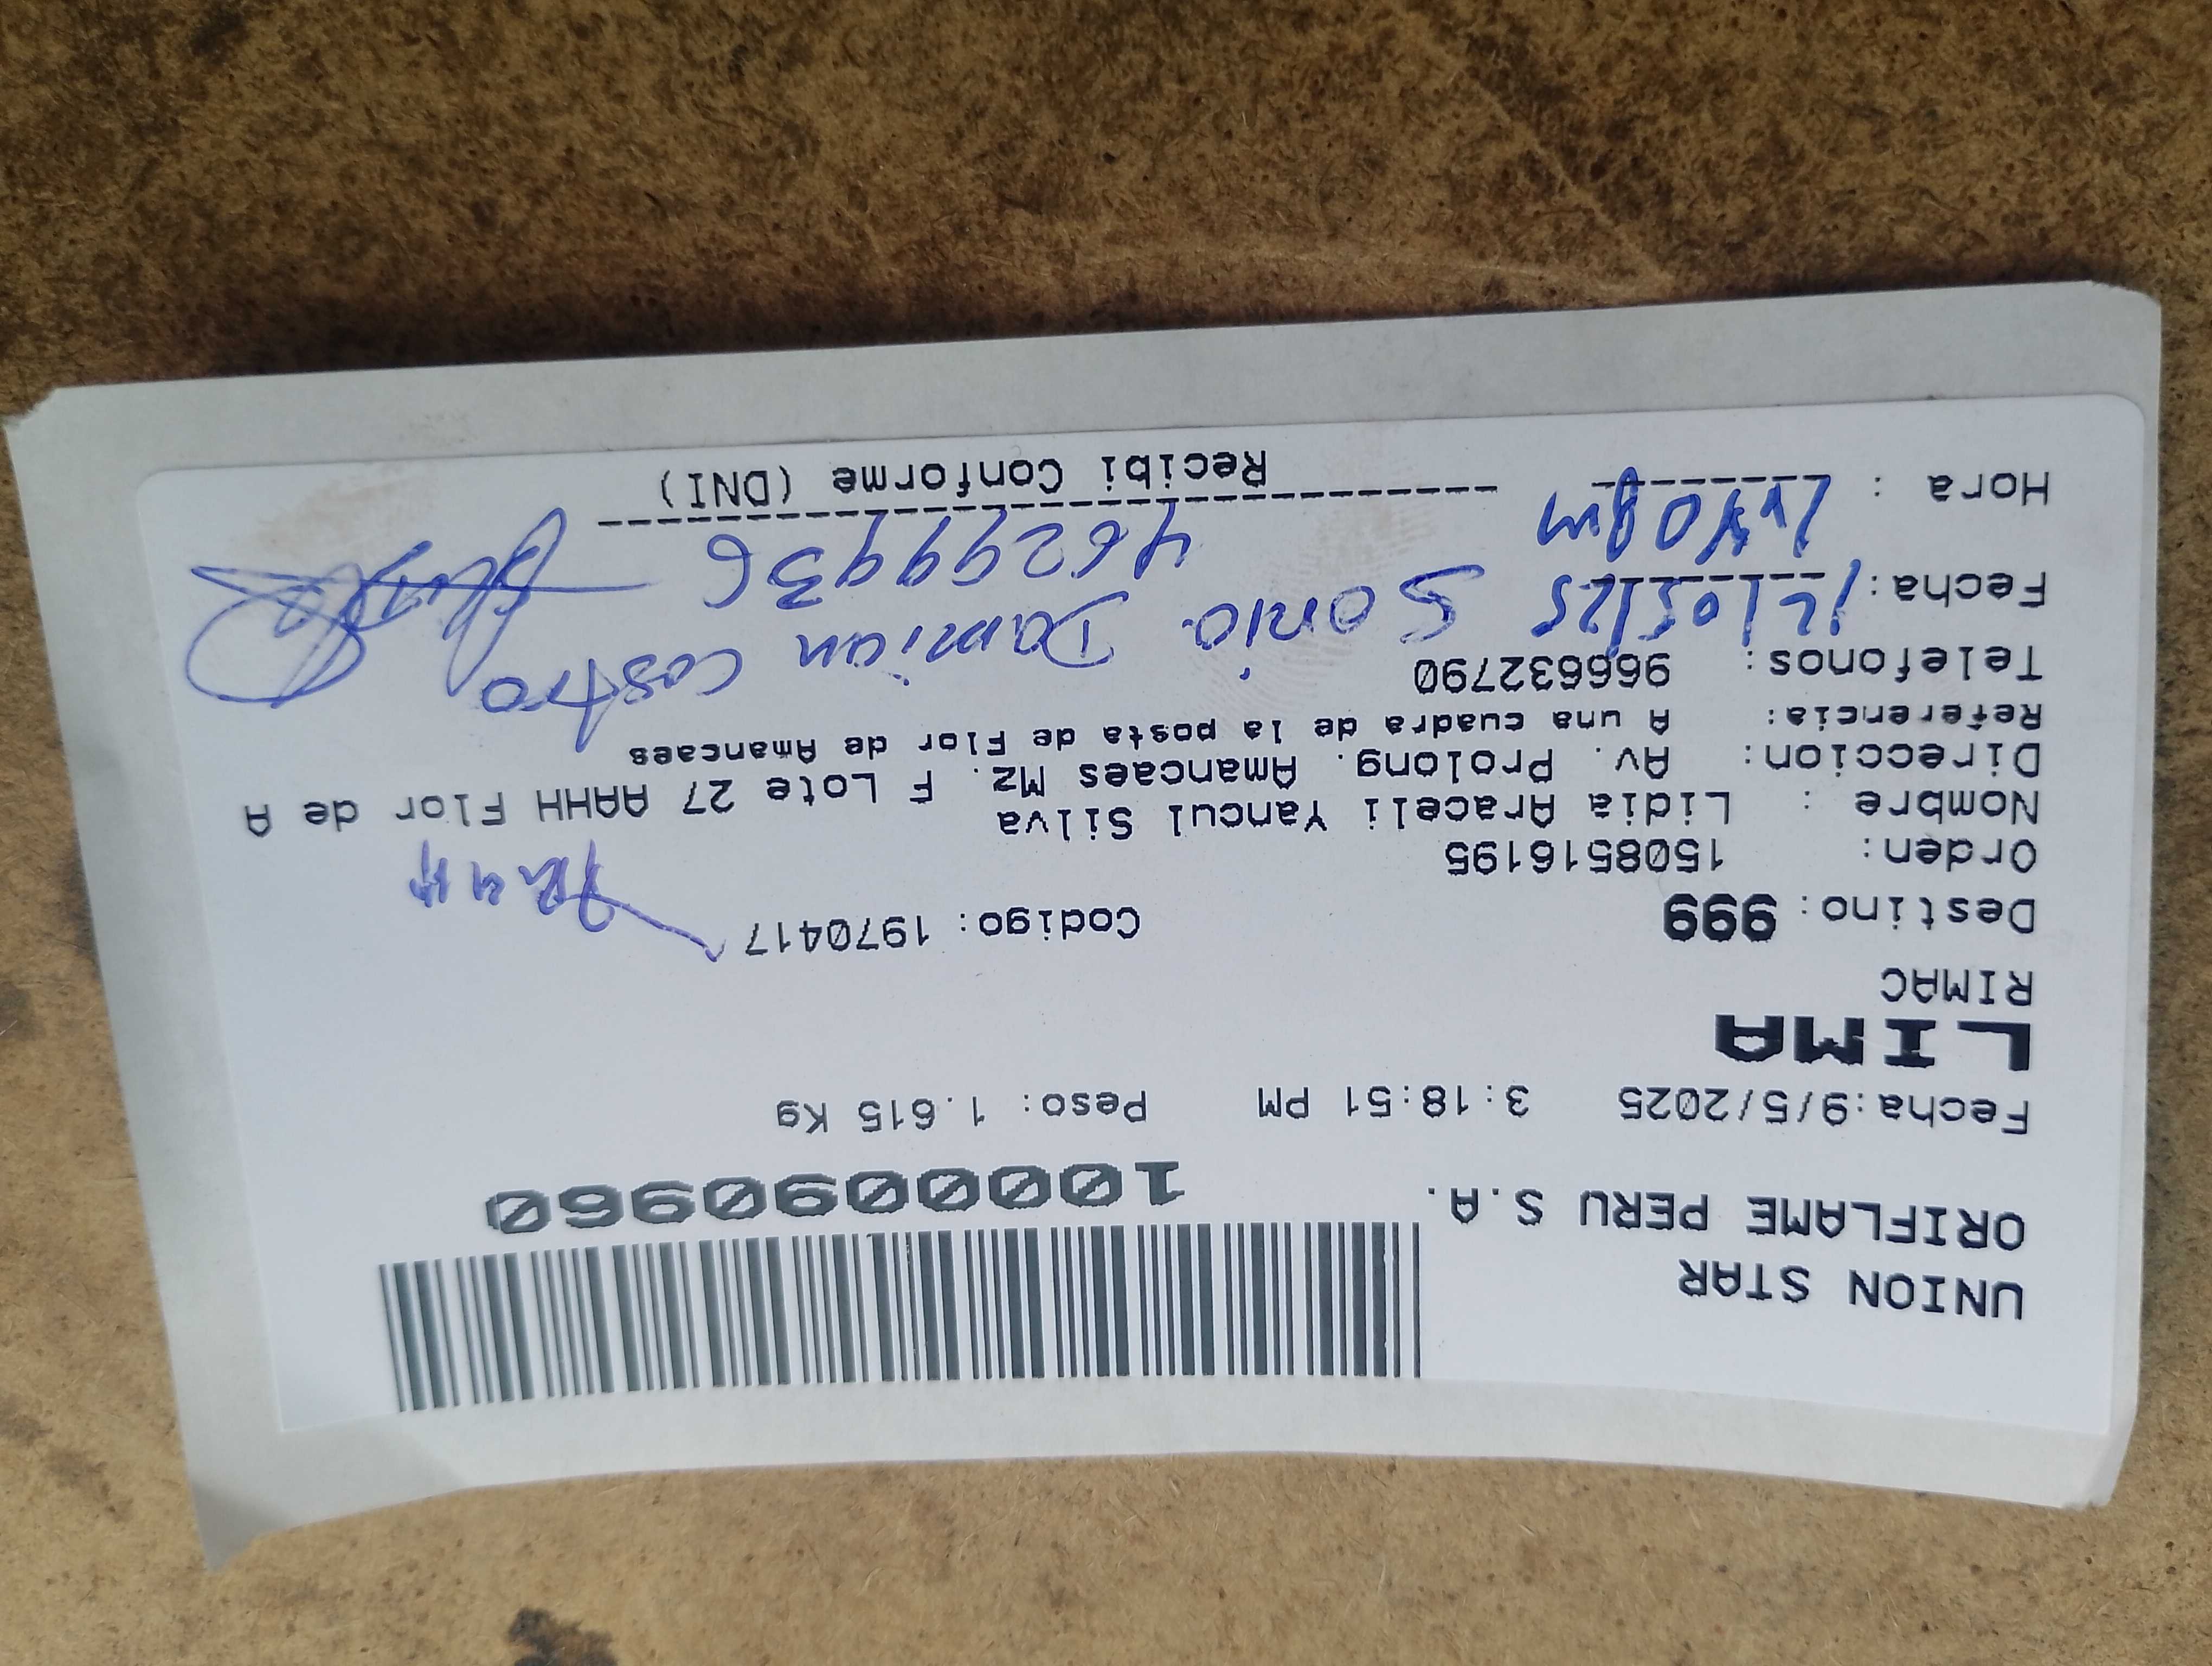 UNION STAR
ORIFLAME PERU S.A.
10000900960
Fecha:9/5/2025 3:18:51 PM Peso: 1.615 Kg
LIMA
RIMAC
Destino: 999 Codigo: 1970417
Orden: 1508516195
Nombre : Lidia Araceli Yancul Silva
Direccion: Av. Prolong. Amancaes Mz. F Lote 27 AAHH Flor de A
Referencia: A una cuadra de la posta de Flor de Amancaes
Telefonos: 966632790
Sonia Damian Castro
Fecha: 12/05/25
46299936
Hora :
Recibi Conforme (DNI)